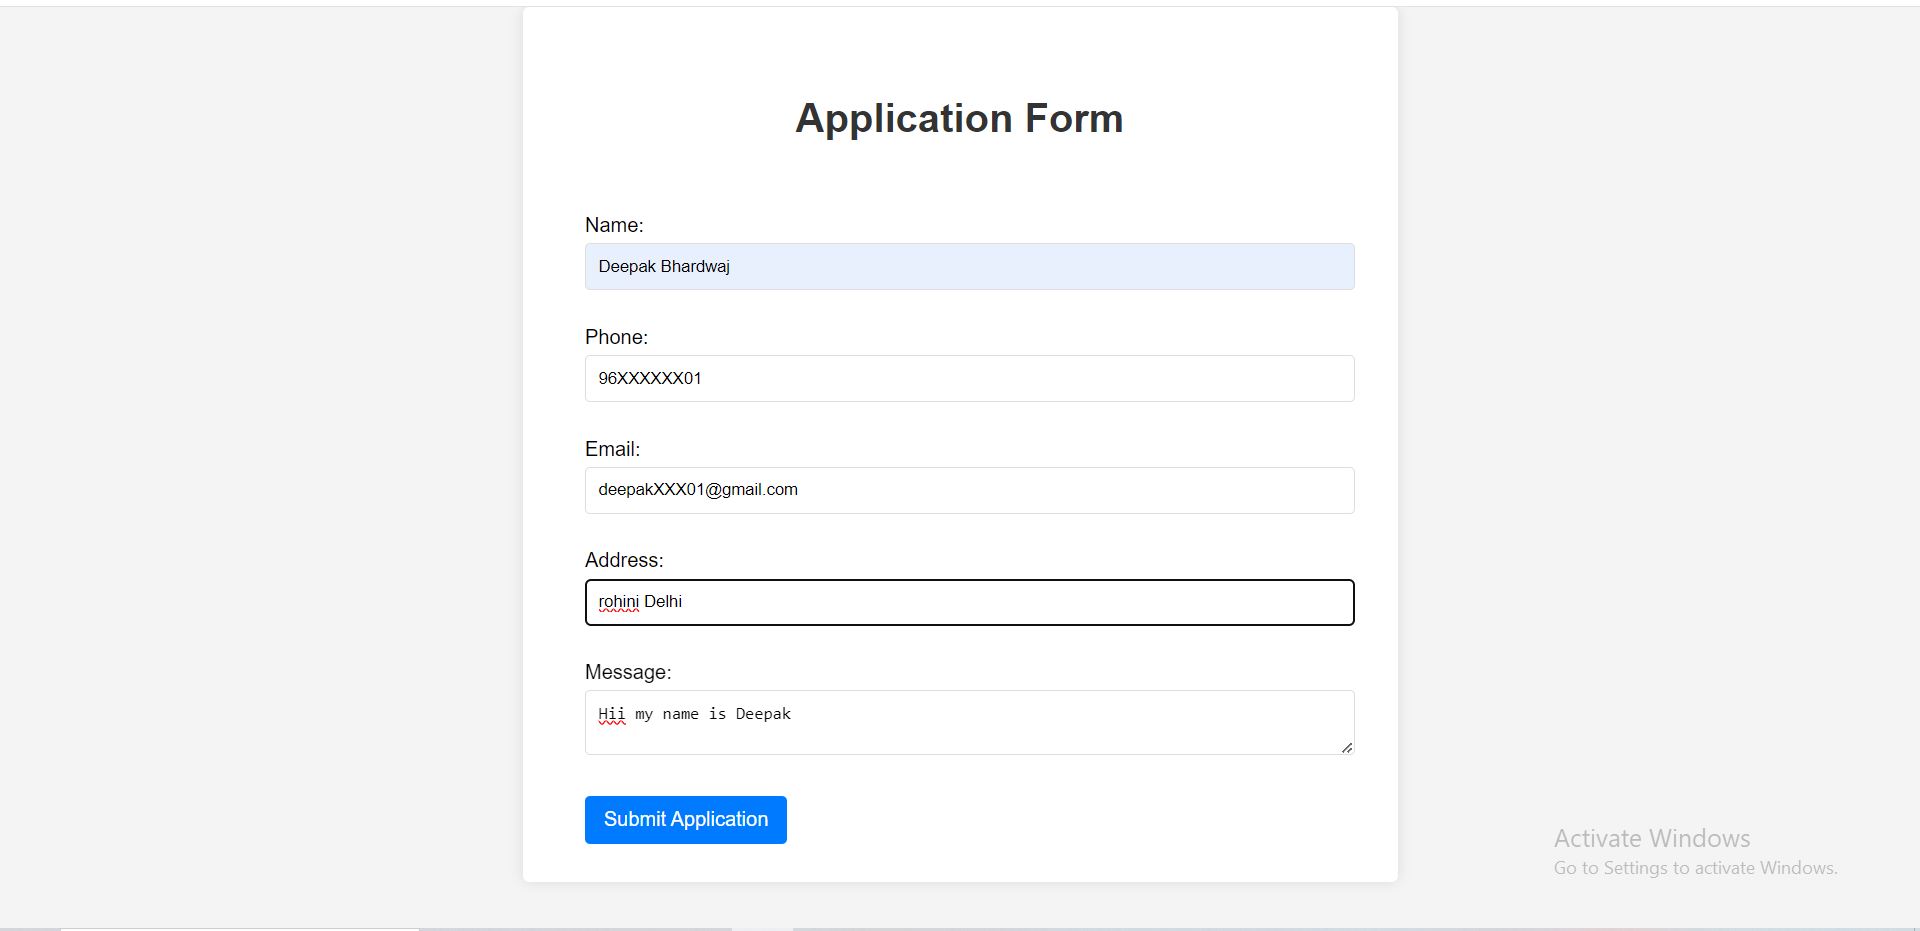 Application Form
Name:
Deepak Bhardwaj
Phone:
96XXXXXX01
Email:
deepakXXX01@gmail.com
Address:
rohini Delhi
Message:
Hii my name is Deepak
Submit Application
Activate Windows
Go to Settings to activate Windows.